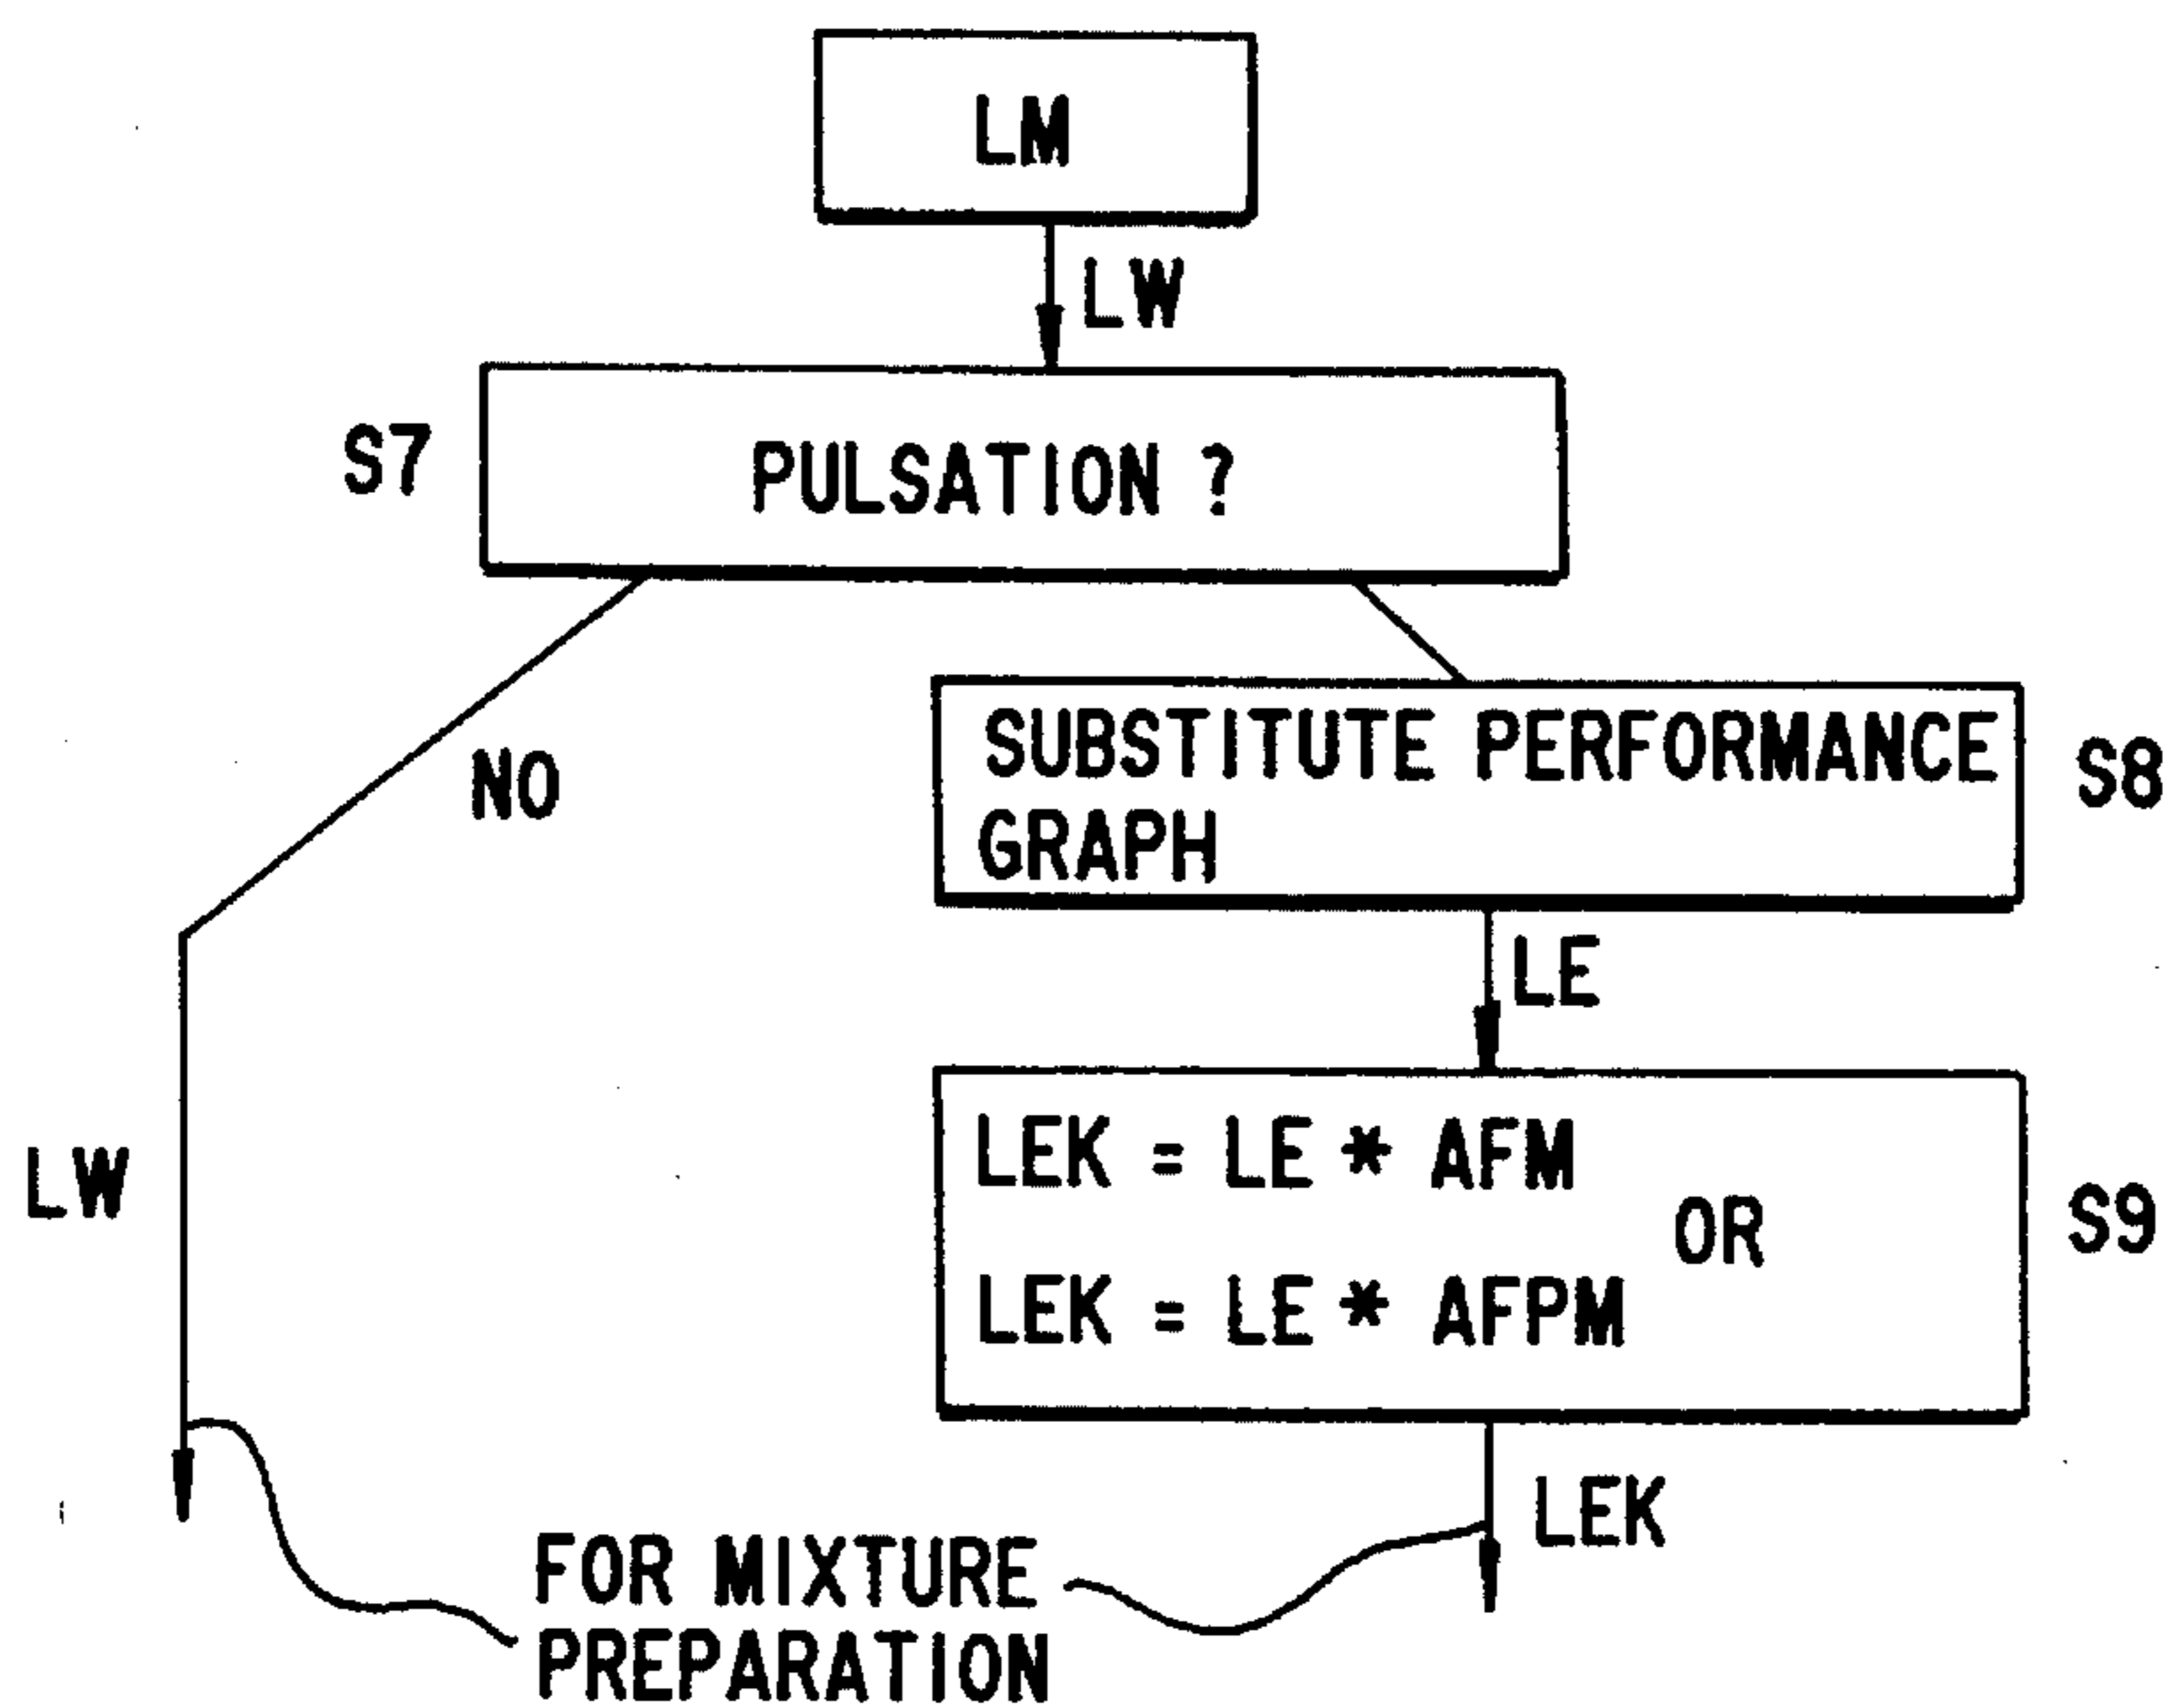 LM
LW
S7
PULSATION ?
NO
SUBSTITUTE PERFORMANCE
GRAPH
S8
LE
LW
LEK = LE * AFM
OR
LEK = LE * AFPM
S9
LEK
FOR MIXTURE
PREPARATION